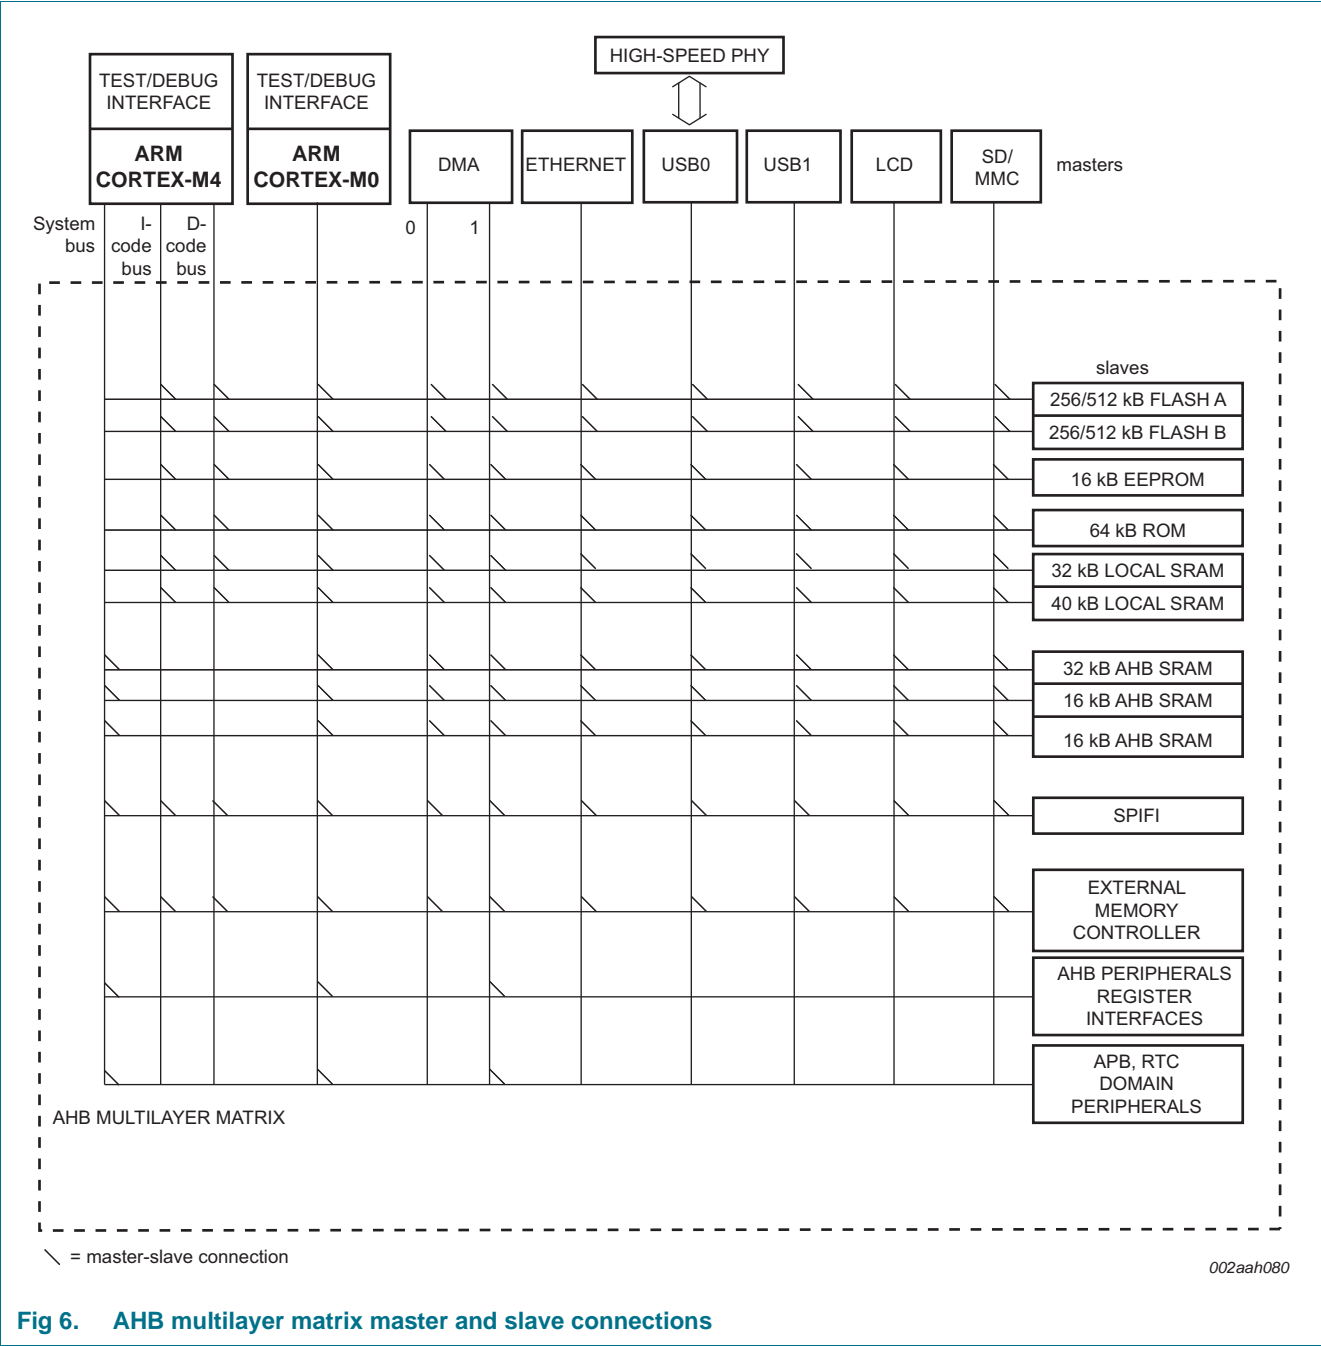 HIGH-SPEED PHY
TEST/DEBUG
INTERFACE
TEST/DEBUG
INTERFACE
ARM
CORTEX-M4
ARM
CORTEX-M0
DMA
ETHERNET
USB0
USB1
LCD
SD/
MMC
masters
System
bus
I-
code
bus
D-
code
bus
0
1
slaves
256/512 kB FLASH A
256/512 kB FLASH B
16 kB EEPROM
64 kB ROM
32 kB LOCAL SRAM
40 kB LOCAL SRAM
32 kB AHB SRAM
16 kB AHB SRAM
16 kB AHB SRAM
SPIFI
EXTERNAL
MEMORY
CONTROLLER
AHB PERIPHERALS
REGISTER
INTERFACES
APB, RTC
DOMAIN
PERIPHERALS
AHB MULTILAYER MATRIX
= master-slave connection
002aah080
Fig 6. AHB multilayer matrix master and slave connections